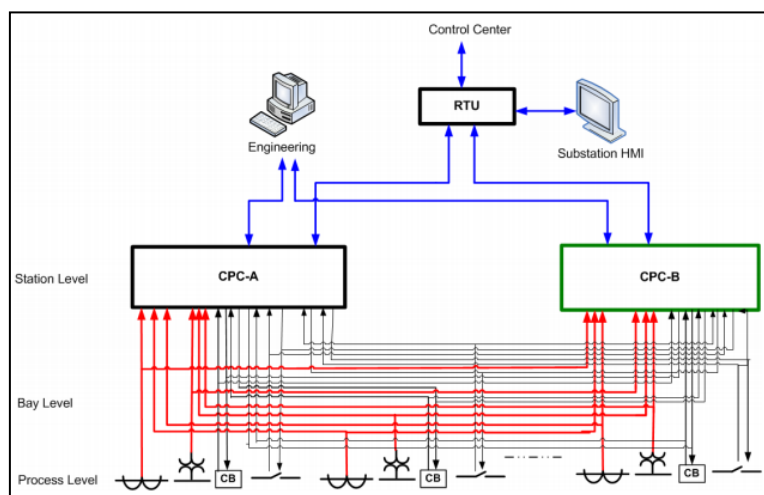 Control Center
RTU
Engineering
Substation HMI
Station Level
CPC-A
CPC-B
Bay Level
Process Level
CB
CB
CB